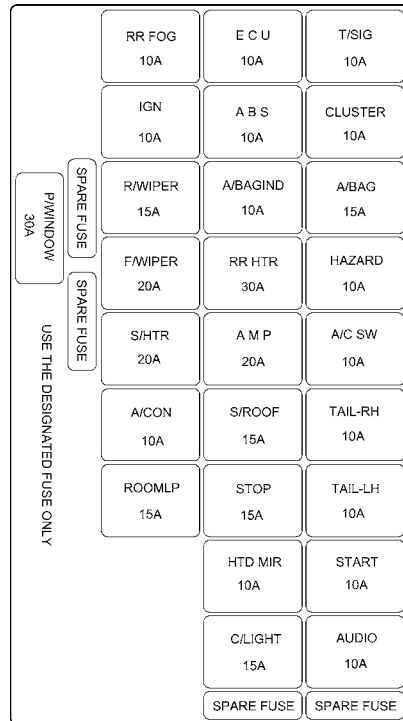 RR FOG
10A
E C U
10A
T/SIG
10A
IGN
10A
A B S
10A
CLUSTER
10A
R/WIPER
15A
A/BAGIND
10A
A/BAG
15A
F/WIPER
20A
RR HTR
30A
HAZARD
10A
S/HTR
20A
A M P
20A
A/C SW
10A
A/CON
10A
S/ROOF
15A
TAIL-RH
10A
ROOMLP
15A
STOP
15A
TAIL-LH
10A
HTD MIR
10A
START
10A
C/LIGHT
15A
AUDIO
10A
SPARE FUSE
SPARE FUSE
SPARE FUSE
SPARE FUSE
P/WINDOW
30A
USE THE DESIGNATED FUSE ONLY